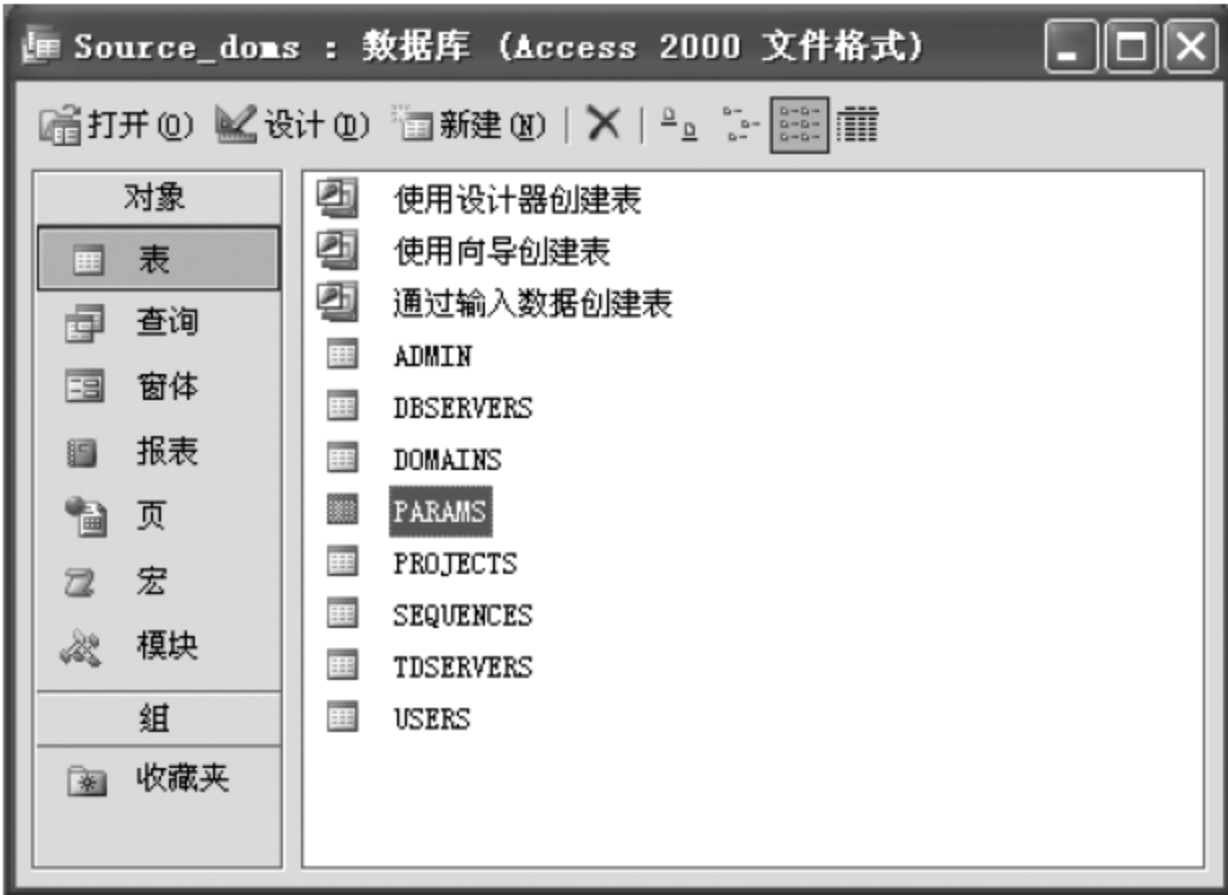 Source_doms : 数据库 (Access 2000 文件格式)
打开(O) 设计(D) 新建(N)
对象
表
查询
窗体
报表
页
宏
模块
组
收藏夹
使用设计器创建表
使用向导创建表
通过输入数据创建表
ADMIN
DBSERVERS
DOMAINS
PARAMS
PROJECTS
SEQUENCES
TDSERVERS
USERS